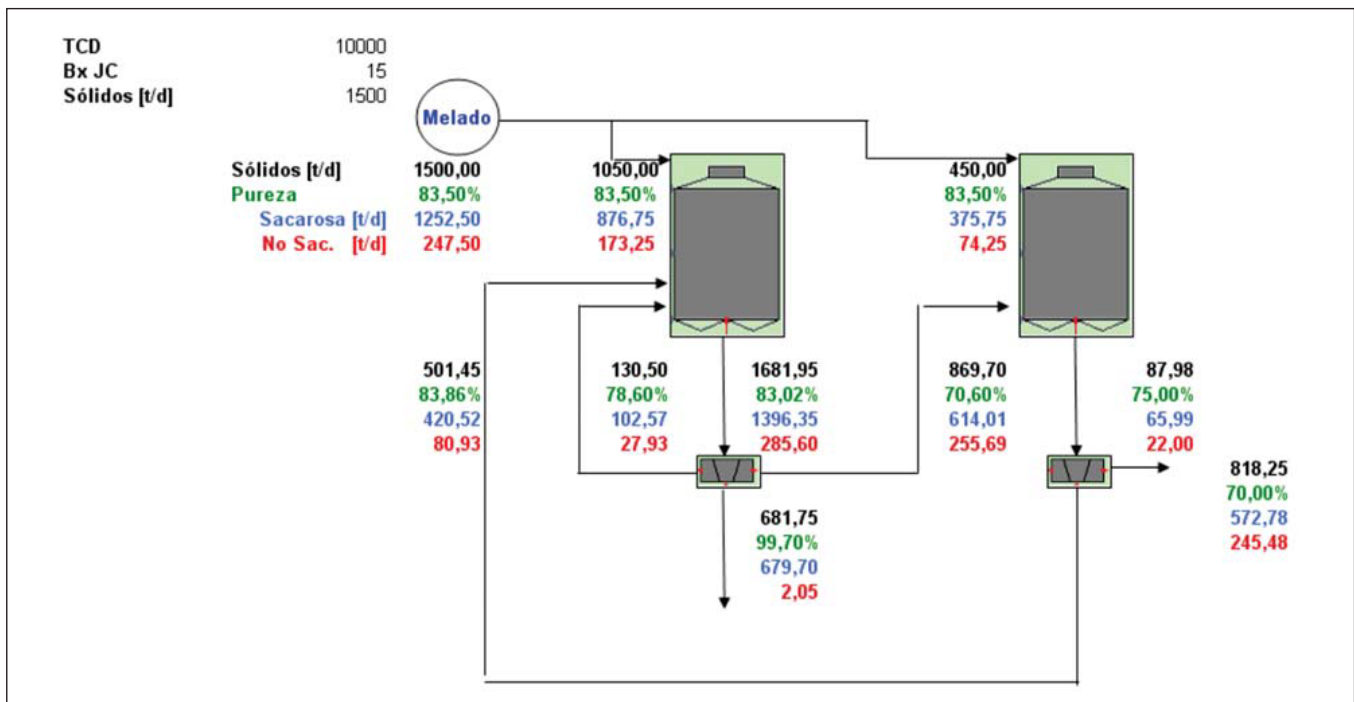 TCD 10000
Bx JC 15
Sólidos [t/d] 1500
Melado
Sólidos [t/d] 1500,00 1050,00 450,00
Pureza 83,50% 83,50% 83,50%
Sacarosa [t/d] 1252,50 876,75 375,75
No Sac. [t/d] 247,50 173,25 74,25
501,45 130,50 1681,95 869,70 87,98
83,86% 78,60% 83,02% 70,60% 75,00%
420,52 102,57 1396,35 614,01 65,99
80,93 27,93 285,60 255,69 22,00
818,25
70,00%
572,78
245,48
681,75
99,70%
679,70
2,05